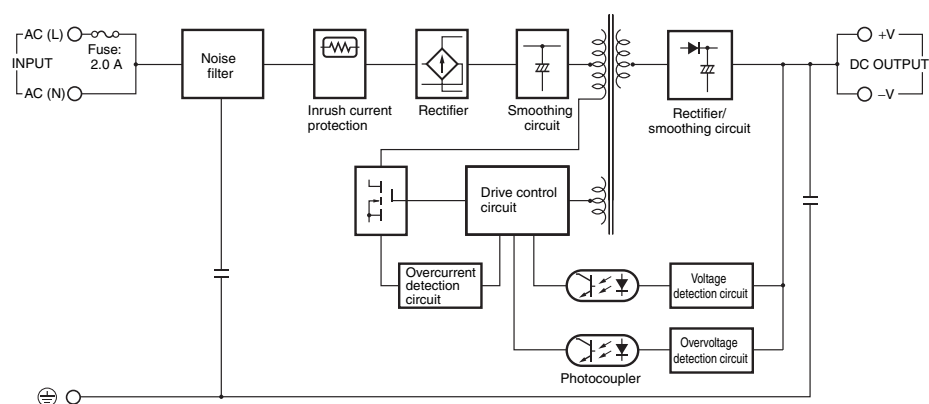 AC (L)
Fuse:
2.0 A
INPUT
AC (N)
Noise
filter
Inrush current
protection
Rectifier
Smoothing
circuit
Rectifier/
smoothing circuit
+V
DC OUTPUT
−V
Drive control
circuit
Overcurrent
detection
circuit
Voltage
detection circuit
Overvoltage
detection circuit
Photocoupler